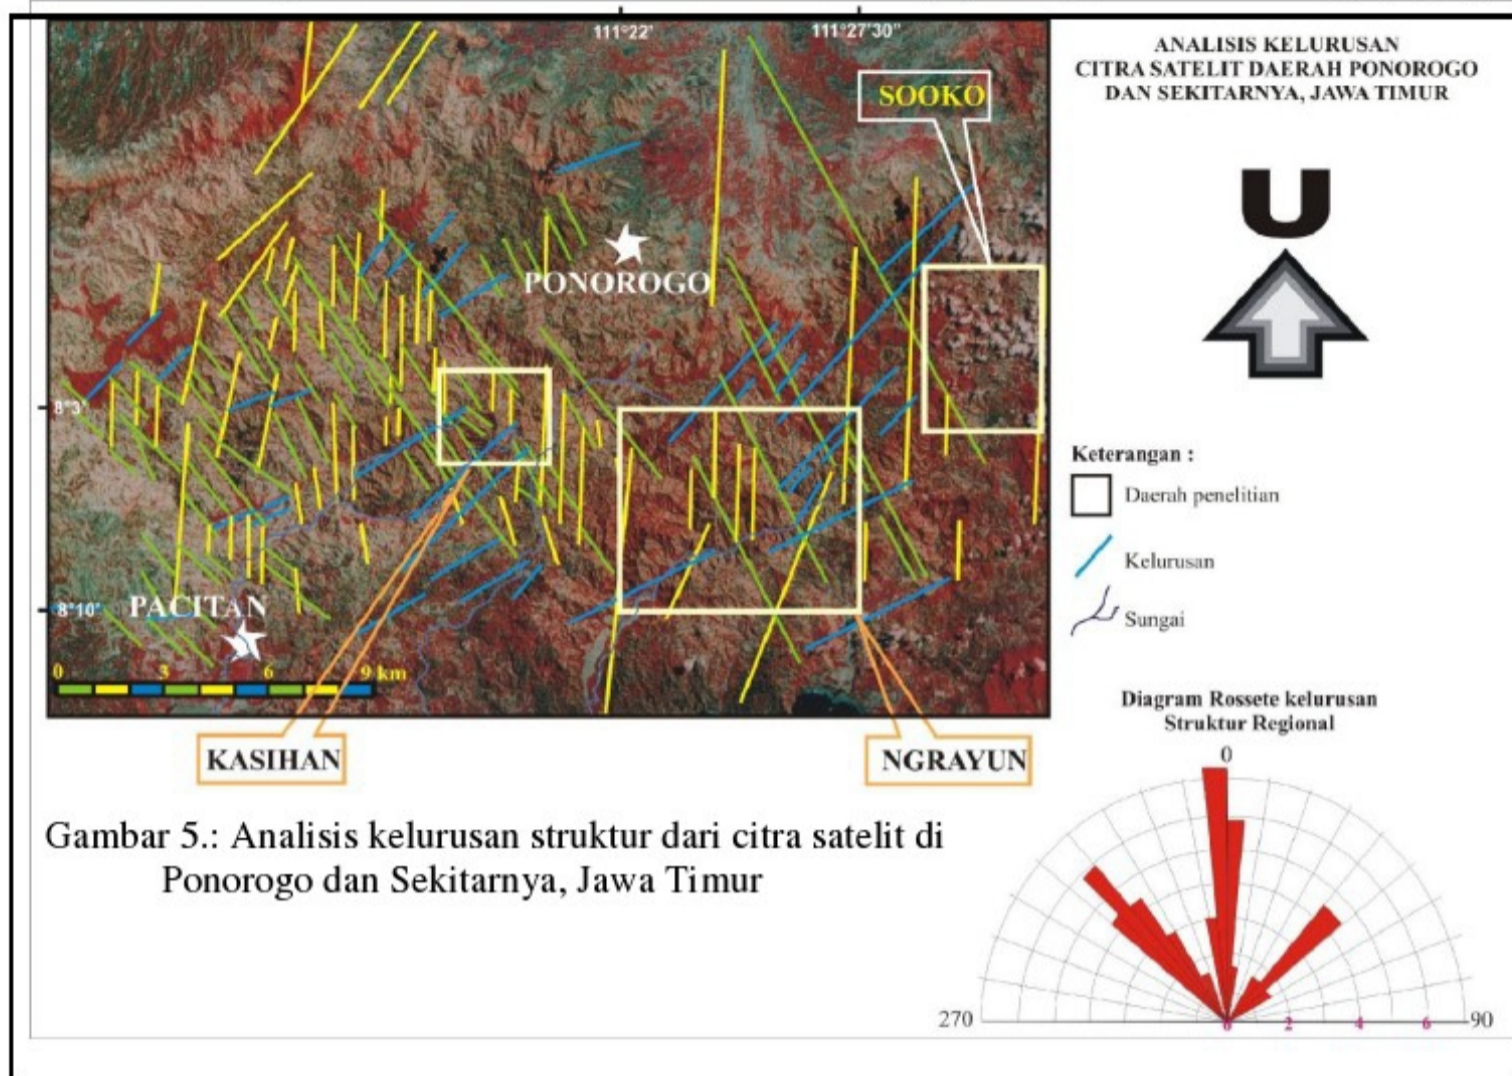 111°22'
111°27'30"
SOOKO
PONOROGO
8°3'
8°10'
PACITAN
0 3 6 9 km
KASIHAN
NGRAYUN
ANALISIS KELURUSAN
CITRA SATELIT DAERAH PONOROGO
DAN SEKITARNYA, JAWA TIMUR
U
Keterangan :
Daerah penelitian
Kelurusan
Sungai
Diagram Rossete kelurusan
Struktur Regional
0
270
0 2 4 6
90
Gambar 5.: Analisis kelurusan struktur dari citra satelit di
Ponorogo dan Sekitarnya, Jawa Timur